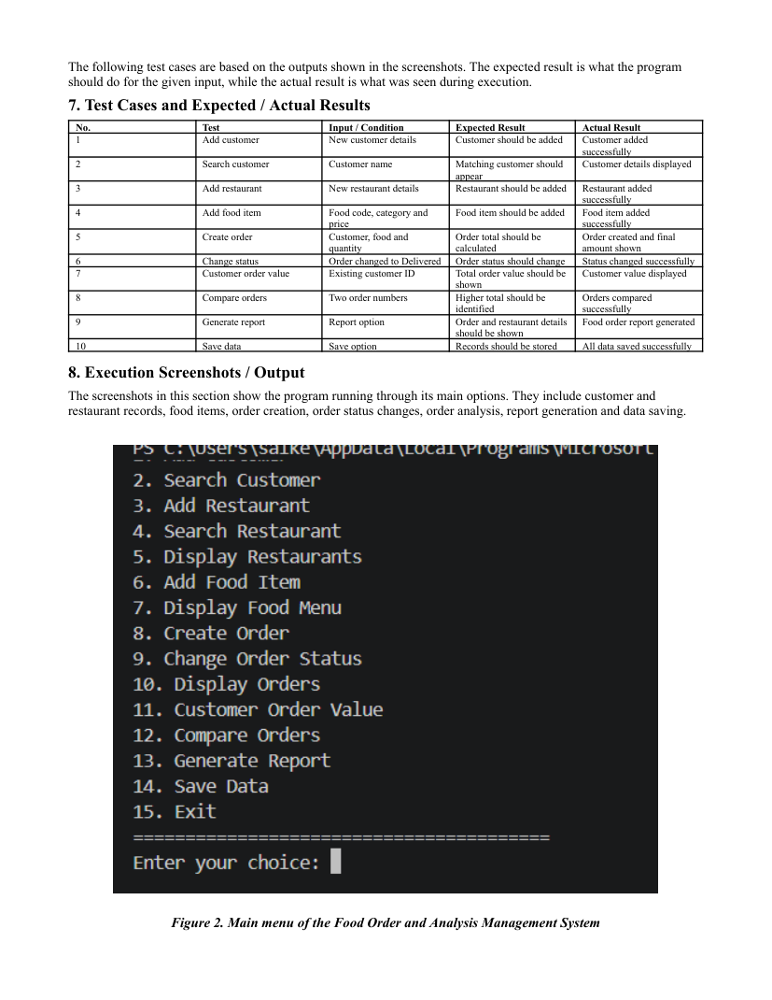 The following test cases are based on the outputs shown in the screenshots. The expected result is what the program
should do for the given input, while the actual result is what was seen during execution.
7. Test Cases and Expected / Actual Results
No. Test Input / Condition Expected Result Actual Result
1 Add customer New customer details Customer should be added Customer added
successfully
2 Search customer Customer name Matching customer should Customer details displayed
appear
3 Add restaurant New restaurant details Restaurant should be added Restaurant added
successfully
4 Add food item Food code, category and Food item should be added Food item added
price successfully
5 Create order Customer, food and Order total should be Order created and final
quantity calculated amount shown
6 Change status Order changed to Delivered Order status should change Status changed successfully
7 Customer order value Existing customer ID Total order value should be Customer value displayed
shown
8 Compare orders Two order numbers Higher total should be Orders compared
identified successfully
9 Generate report Report option Order and restaurant details Food order report generated
should be shown
10 Save data Save option Records should be stored All data saved successfully
8. Execution Screenshots / Output
The screenshots in this section show the program running through its main options. They include customer and
restaurant records, food items, order creation, order status changes, order analysis, report generation and data saving.
PS C:\Users\saike\AppData\Local\Programs\Microsoft
1. Add Customer
2. Search Customer
3. Add Restaurant
4. Search Restaurant
5. Display Restaurants
6. Add Food Item
7. Display Food Menu
8. Create Order
9. Change Order Status
10. Display Orders
11. Customer Order Value
12. Compare Orders
13. Generate Report
14. Save Data
15. Exit
========================================
Enter your choice:
Figure 2. Main menu of the Food Order and Analysis Management System